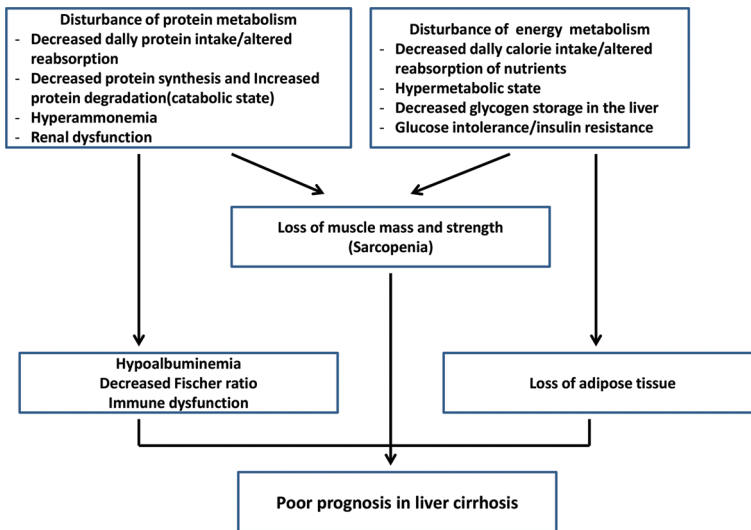 Disturbance of protein metabolism
- Decreased dally protein intake/altered
reabsorption
- Decreased protein synthesis and Increased
protein degradation(catabolic state)
- Hyperammonemia
- Renal dysfunction
Disturbance of energy metabolism
- Decreased dally calorie intake/altered
reabsorption of nutrients
- Hypermetabolic state
- Decreased glycogen storage in the liver
- Glucose intolerance/insulin resistance
Loss of muscle mass and strength
(Sarcopenia)
Hypoalbuminemia
Decreased Fischer ratio
Immune dysfunction
Loss of adipose tissue
Poor prognosis in liver cirrhosis